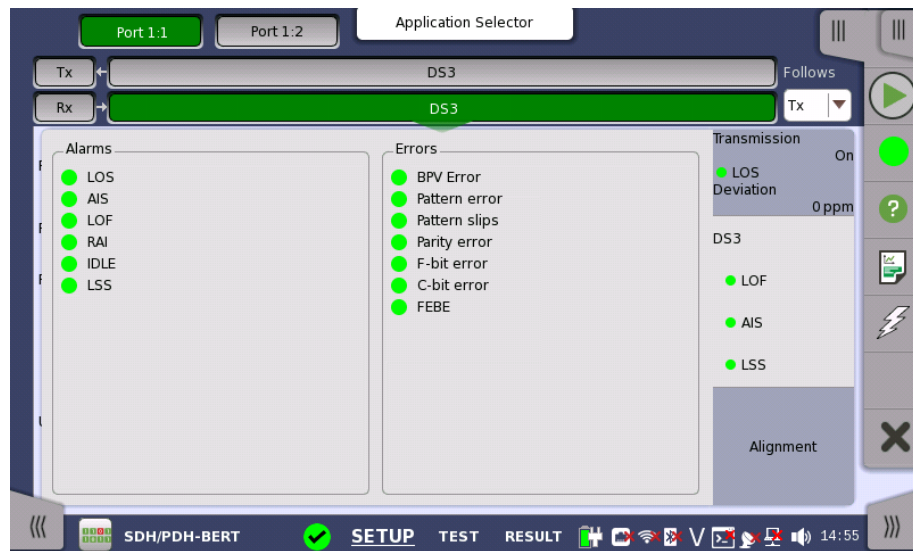 Application Selector
Port 1:1
Port 1:2
Tx
DS3
Follows
Rx
DS3
Tx
Alarms
LOS
AIS
LOF
RAI
IDLE
LSS
Errors
BPV Error
Pattern error
Pattern slips
Parity error
F-bit error
C-bit error
FEBE
Transmission
On
LOS
Deviation
0 ppm
DS3
LOF
AIS
LSS
Alignment
SDH/PDH-BERT
SETUP
TEST
RESULT
V
14:55